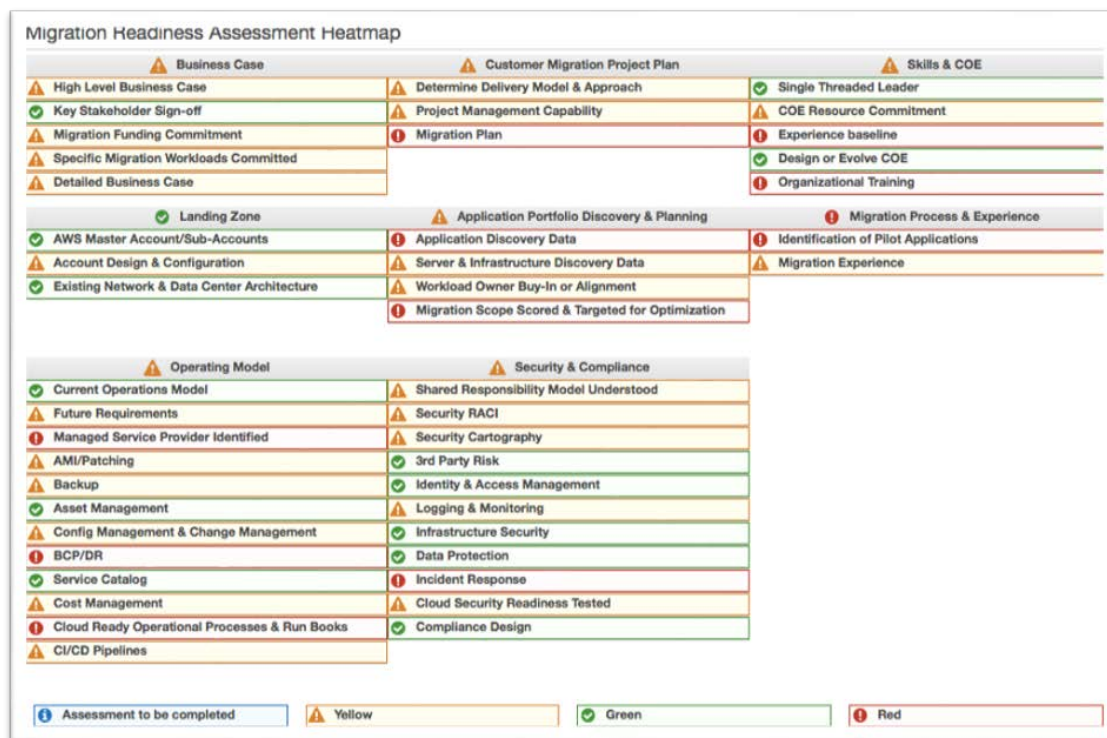 Migration Readiness Assessment Heatmap
Business Case
High Level Business Case
Key Stakeholder Sign-off
Migration Funding Commitment
Specific Migration Workloads Committed
Detailed Business Case
Customer Migration Project Plan
Determine Delivery Model & Approach
Project Management Capability
Migration Plan
Skills & COE
Single Threaded Leader
COE Resource Commitment
Experience baseline
Design or Evolve COE
Organizational Training
Landing Zone
AWS Master Account/Sub-Accounts
Account Design & Configuration
Existing Network & Data Center Architecture
Application Portfolio Discovery & Planning
Application Discovery Data
Server & Infrastructure Discovery Data
Workload Owner Buy-In or Alignment
Migration Scope Scored & Targeted for Optimization
Migration Process & Experience
Identification of Pilot Applications
Migration Experience
Operating Model
Current Operations Model
Future Requirements
Managed Service Provider Identified
AMI/Patching
Backup
Asset Management
Config Management & Change Management
BCP/DR
Service Catalog
Cost Management
Cloud Ready Operational Processes & Run Books
CI/CD Pipelines
Security & Compliance
Shared Responsibility Model Understood
Security RACI
Security Cartography
3rd Party Risk
Identity & Access Management
Logging & Monitoring
Infrastructure Security
Data Protection
Incident Response
Cloud Security Readiness Tested
Compliance Design
Assessment to be completed
Yellow
Green
Red